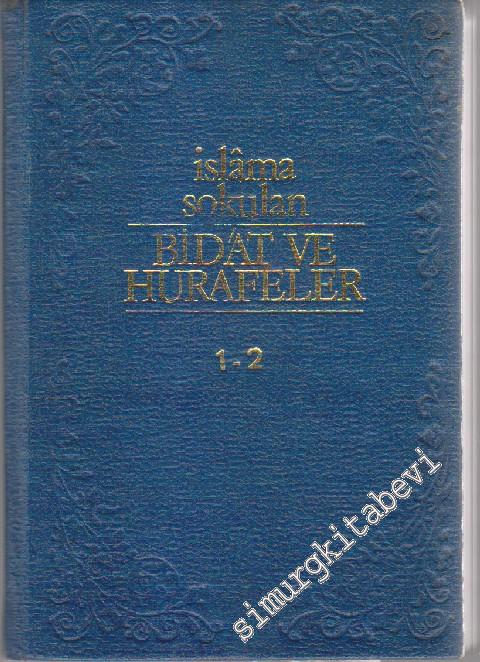 islâma
sokulan
BİD'AT VE
HURAFELER
1-2
simurgkitabevi